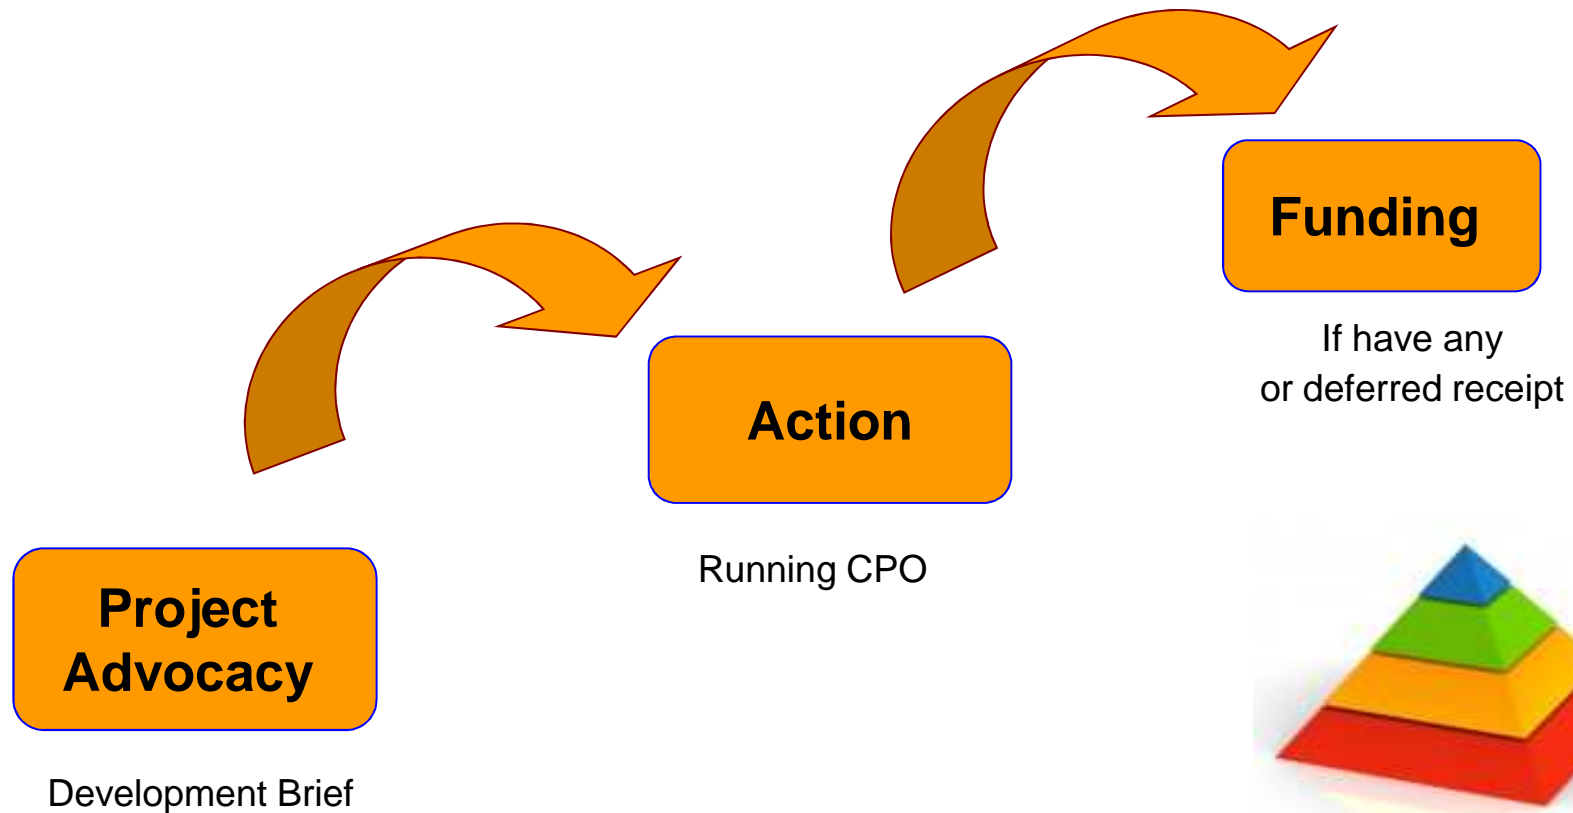 Project
Advocacy
Development Brief
Action
Running CPO
Funding
If have any
or deferred receipt